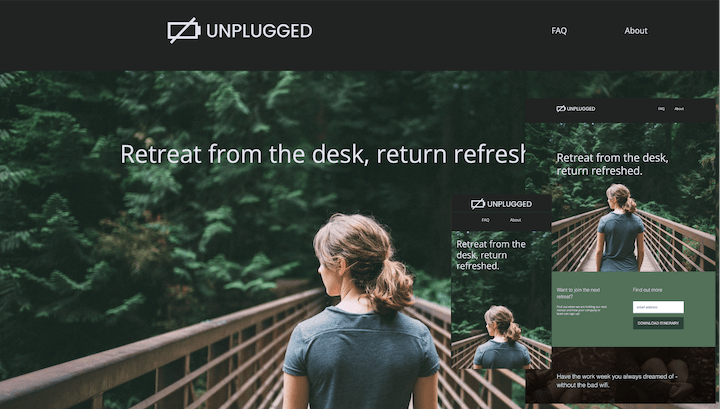 UNPLUGGED
FAQ
About
Retreat from the desk, return refresh
UNPLUGGED
FAQ
About
Retreat from the desk,
return refreshed.
UNPLUGGED
FAQ
About
Retreat from the
desk, return
refreshed.
Want to join the next
retreat?
Find out more
email address
DOWNLOAD ITINERARY
Have the work week you always dreamed of -
without the bad will.